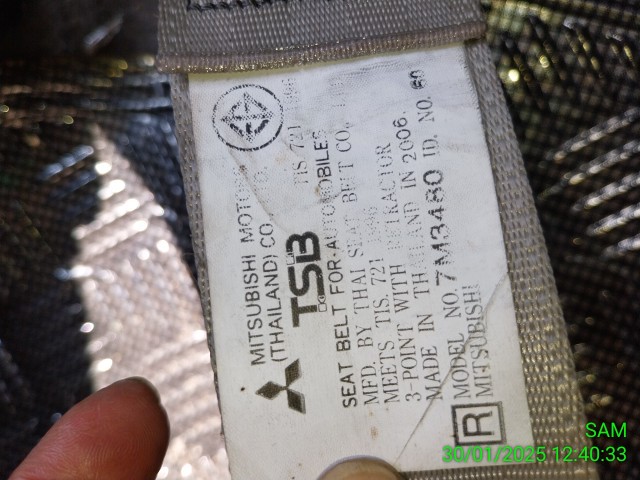 MITSUBISHI MOTORS
(THAILAND) CO
TIS. 721
TSB
SEAT BELT FOR AUTOMOBILES
MFD. BY THAI SEAT BELT CO.
MEETS TIS. 721
3-POINT WITH RETRACTOR
MADE IN THAILAND IN 2006.
MODEL NO. 7M3480 ID. NO. 60
MITSUBISHI
R
SAM
30/01/2025 12.40:33